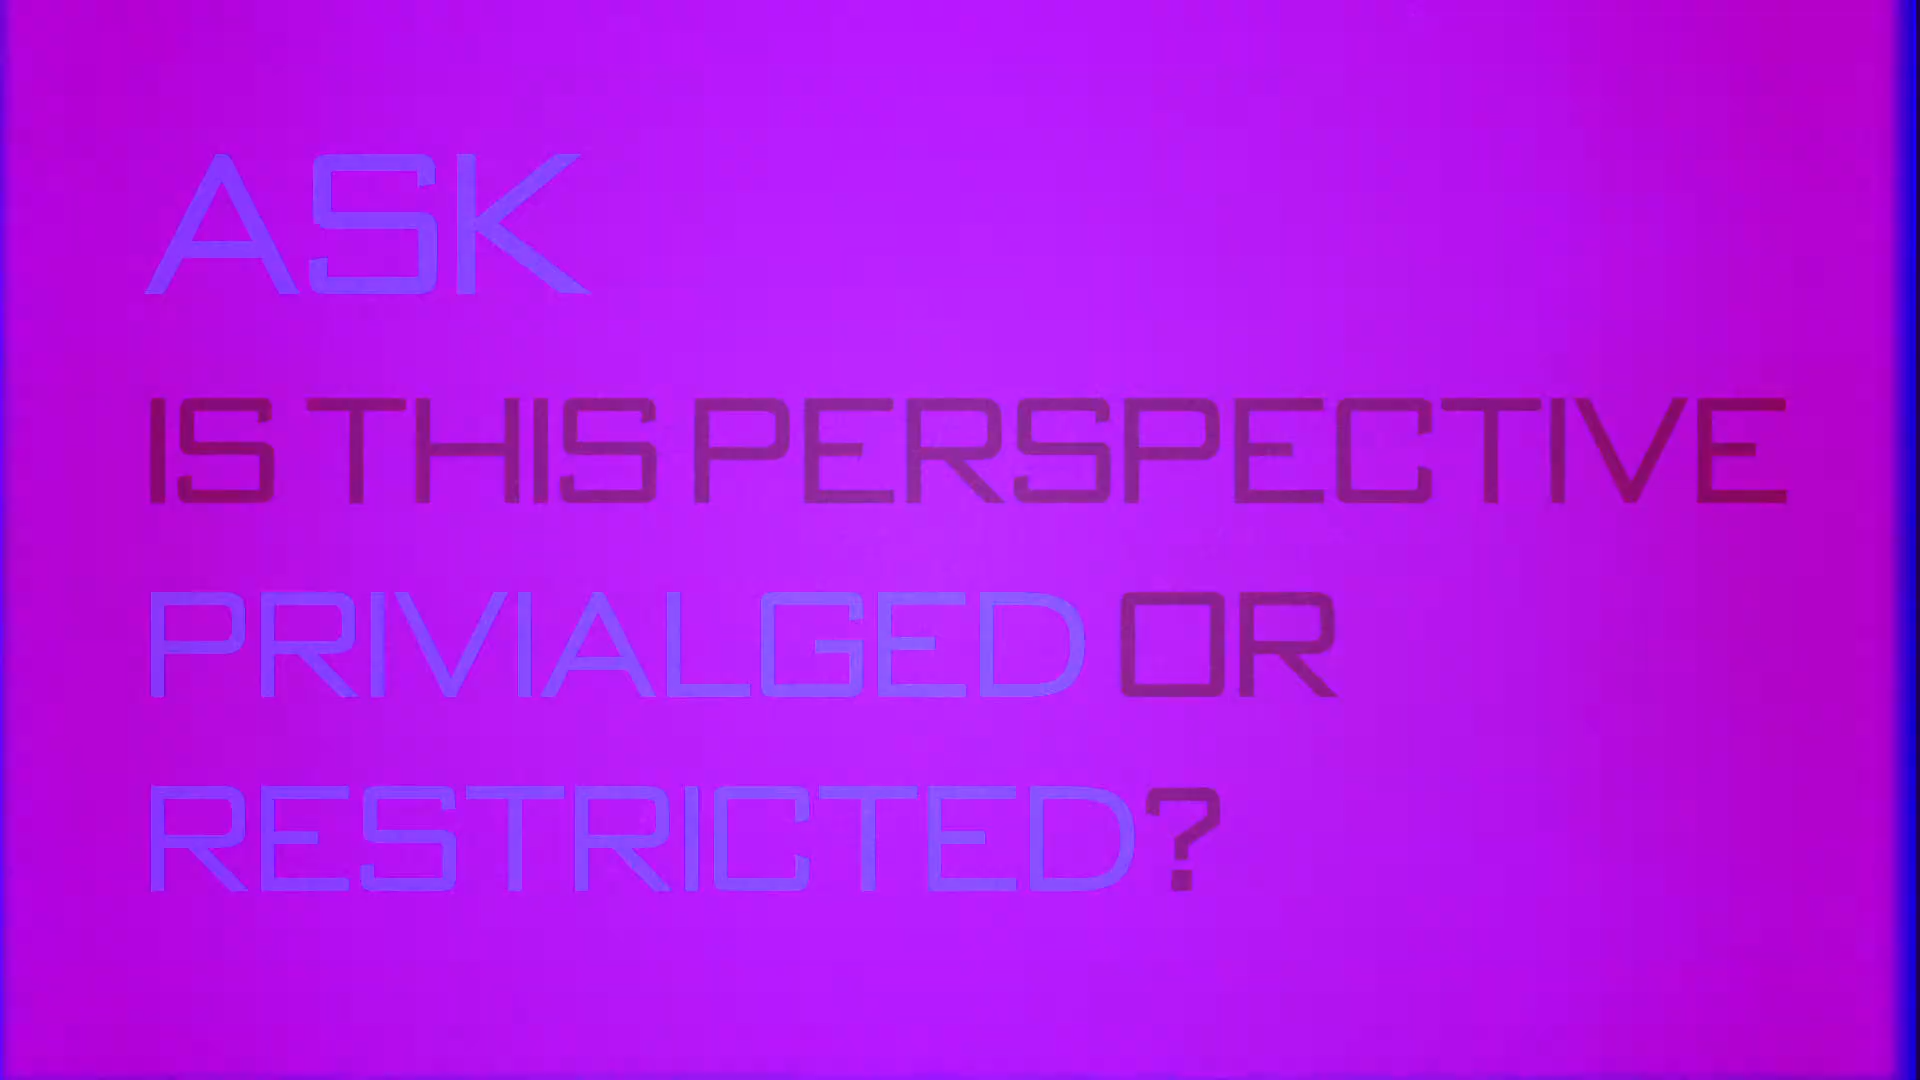 ASK
IS THIS PERSPECTIVE
PRIVIALGED OR
RESTRICTED?